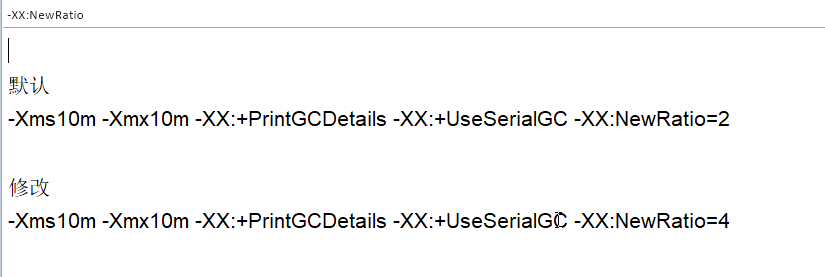 -XX:NewRatio
默认
-Xms10m -Xmx10m -XX:+PrintGCDetails -XX:+UseSerialGC -XX:NewRatio=2
修改
-Xms10m -Xmx10m -XX:+PrintGCDetails -XX:+UseSerialGC -XX:NewRatio=4